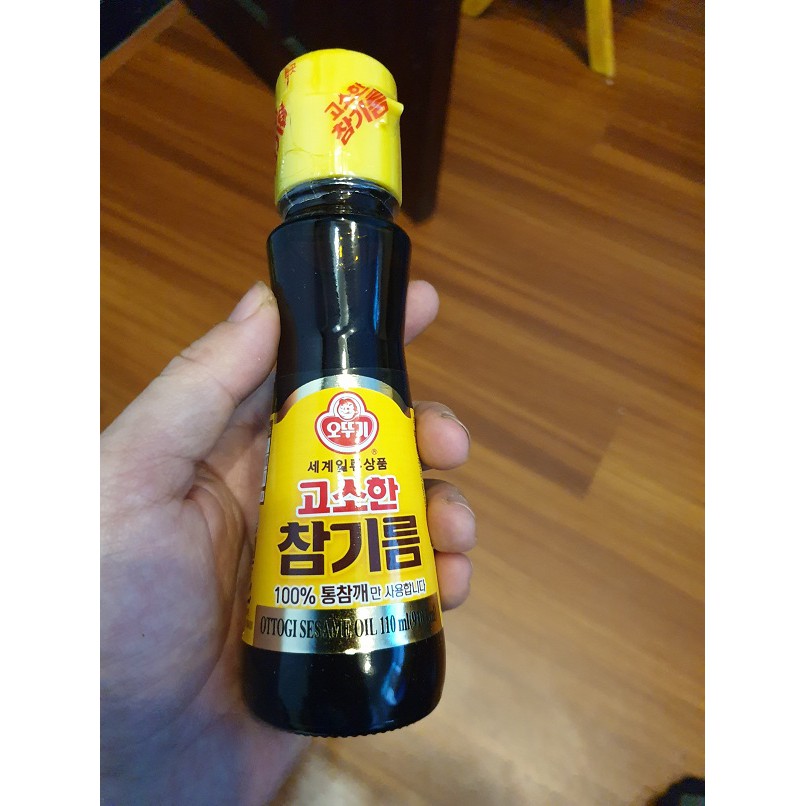 고소한
참기름
오뚜기
세계일류상품
고소한
참기름
100% 통참깨만 사용합니다
OTTOGI SESAME OIL 110 ml